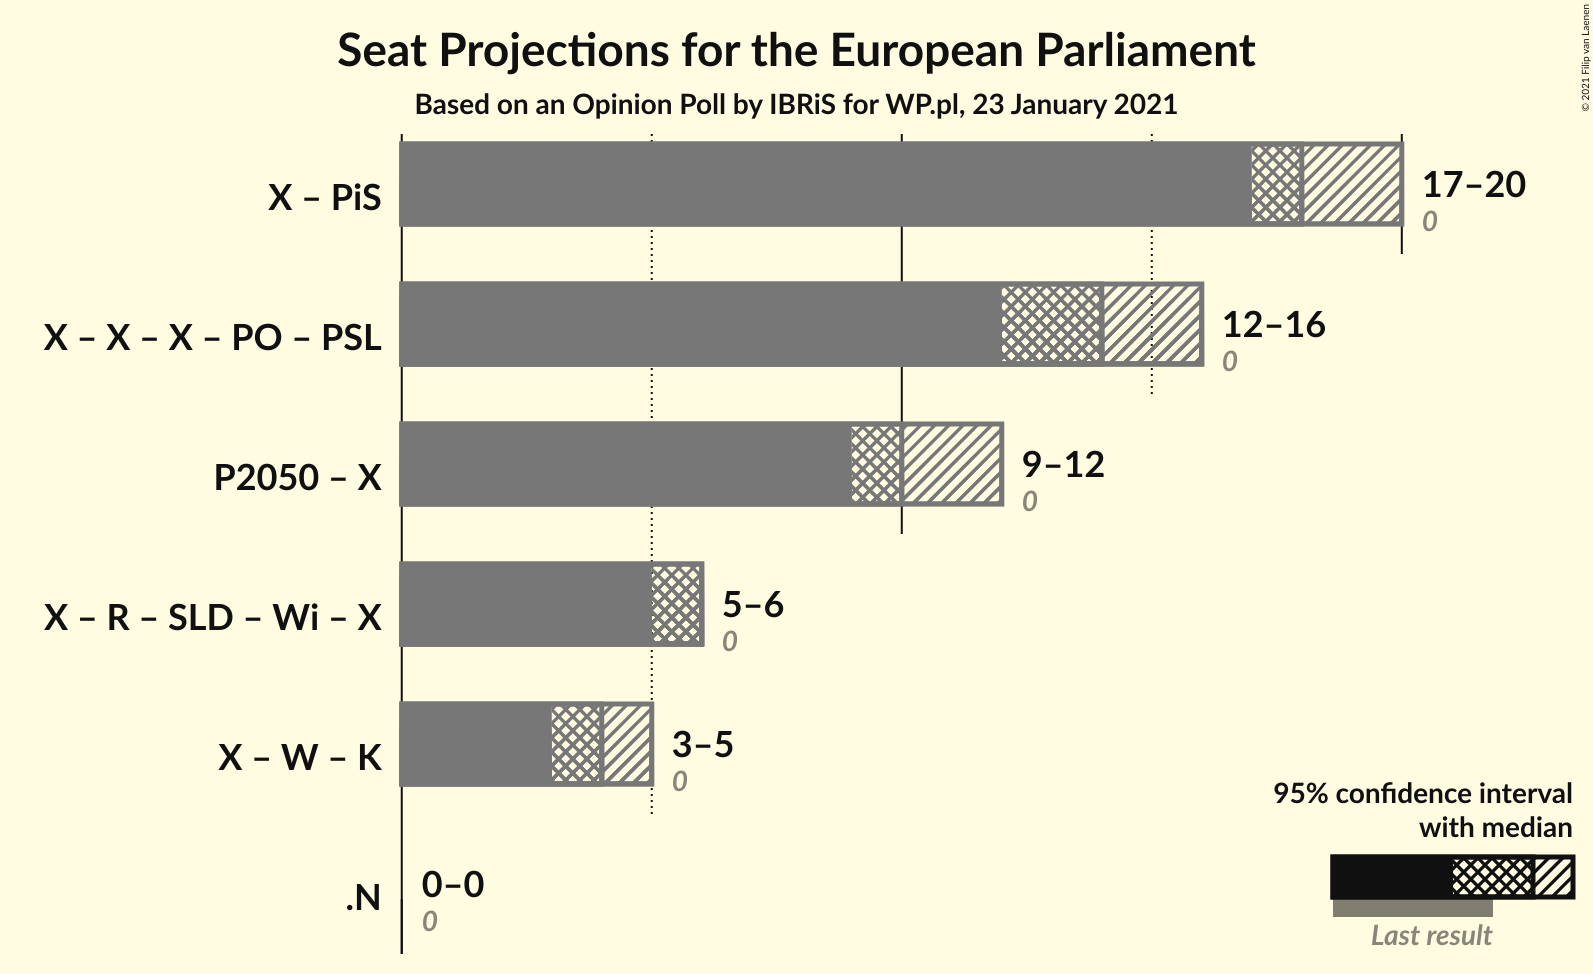 Seat Projections for the European Parliament
Based on an Opinion Poll by IBRiS for WP.pl, 23 January 2021
© 2021 Filip van Laenen
X – PiS
17–20
0
X – X – X – PO – PSL
12–16
0
P2050 – X
9–12
0
X – R – SLD – Wi – X
5–6
0
X – W – K
3–5
0
.N
0–0
0
95% confidence interval
with median
Last result